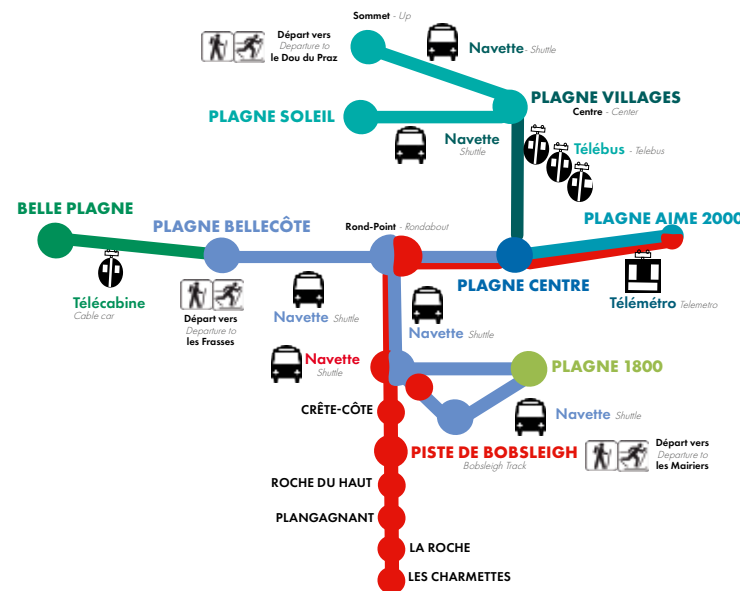 Sommet - Up
Départ vers
Departure to
le Dou du Praz
Navette - Shuttle
PLAGNE VILLAGES
Centre - Center
PLAGNE SOLEIL
Navette
Shuttle
Télébus - Telebus
BELLE PLAGNE
PLAGNE BELLECÔTE
Rond-Point - Rondabout
PLAGNE AIME 2000
PLAGNE CENTRE
Télécabine
Cable car
Départ vers
Departure to
les Frasses
Navette Shuttle
Navette Shuttle
Télémétro Telemetro
Navette
Shuttle
PLAGNE 1800
CRÊTE-CÔTE
Navette Shuttle
PISTE DE BOBSLEIGH
Bobsleigh Track
Départ vers
Departure to
les Mairiers
ROCHE DU HAUT
PLANGAGNANT
LA ROCHE
LES CHARMETTES